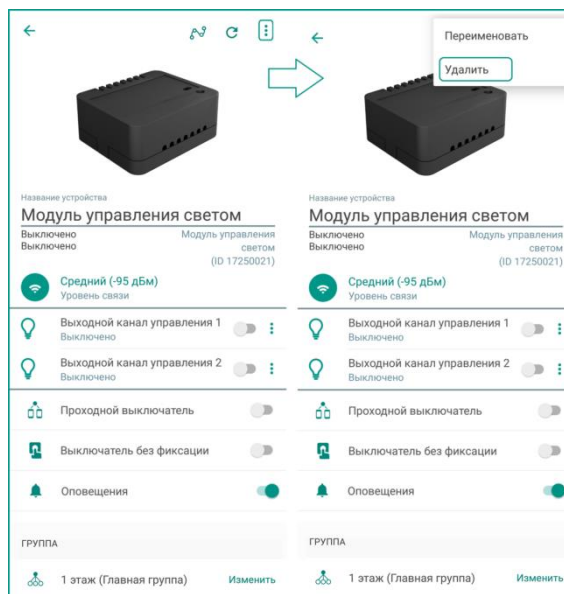 Название устройства
Модуль управления светом
Выключено
Выключено
Модуль управления
светом
(ID 17250021)
Средний (-95 дБм)
Уровень связи
Выходной канал управления 1
Выключено
Выходной канал управления 2
Выключено
Проходной выключатель
Выключатель без фиксации
Оповещения
ГРУППА
1 этаж (Главная группа)
Изменить
Переименовать
Удалить
Название устройства
Модуль управления светом
Выключено
Выключено
Модуль управления
светом
(ID 17250021)
Средний (-95 дБм)
Уровень связи
Выходной канал управления 1
Выключено
Выходной канал управления 2
Выключено
Проходной выключатель
Выключатель без фиксации
Оповещения
ГРУППА
1 этаж (Главная группа)
Изменить